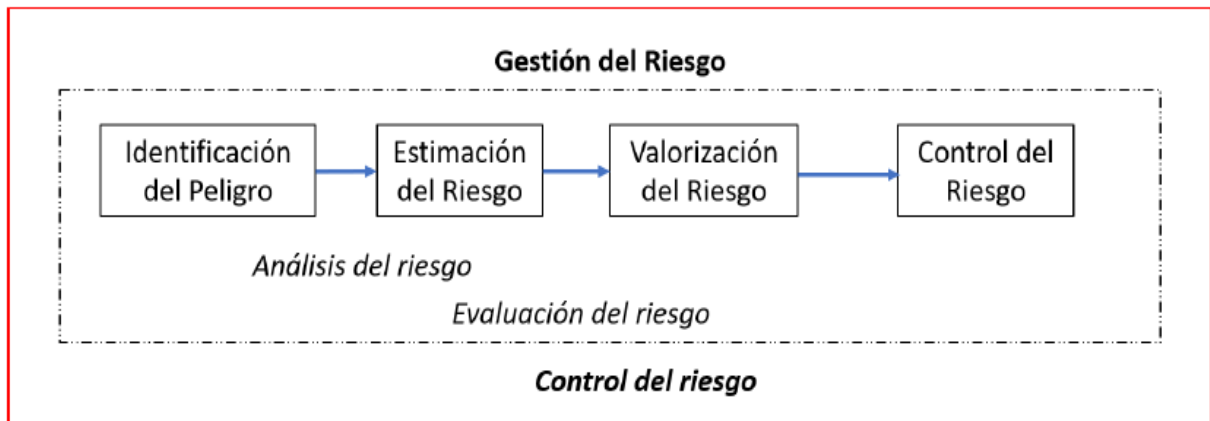 Gestión del Riesgo
Identificación
del Peligro
Estimación
del Riesgo
Valorización
del Riesgo
Control del
Riesgo
Análisis del riesgo
Evaluación del riesgo
Control del riesgo